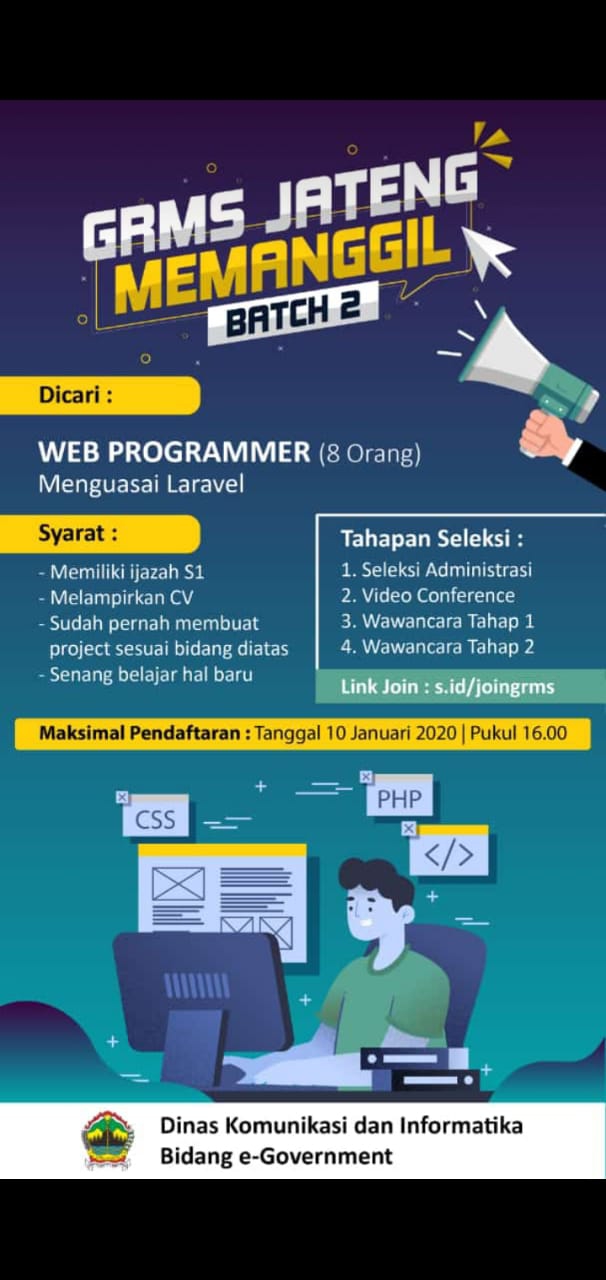 GRMS JATENG
MEMANGGIL
BATCH 2
Dicari :
WEB PROGRAMMER (8 Orang)
Menguasai Laravel
Syarat :
- Memiliki ijazah S1
- Melampirkan CV
- Sudah pernah membuat
project sesuai bidang diatas
- Senang belajar hal baru
Tahapan Seleksi :
1. Seleksi Administrasi
2. Video Conference
3. Wawancara Tahap 1
4. Wawancara Tahap 2
Link Join : s.id/joingrms
Maksimal Pendaftaran : Tanggal 10 Januari 2020 | Pukul 16.00
CSS
PHP
</>
Dinas Komunikasi dan Informatika
Bidang e-Government